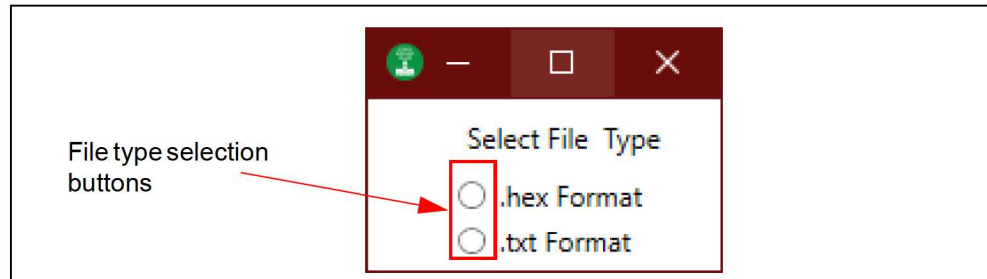 Select File Type
File type selection
buttons
.hex Format
.txt Format